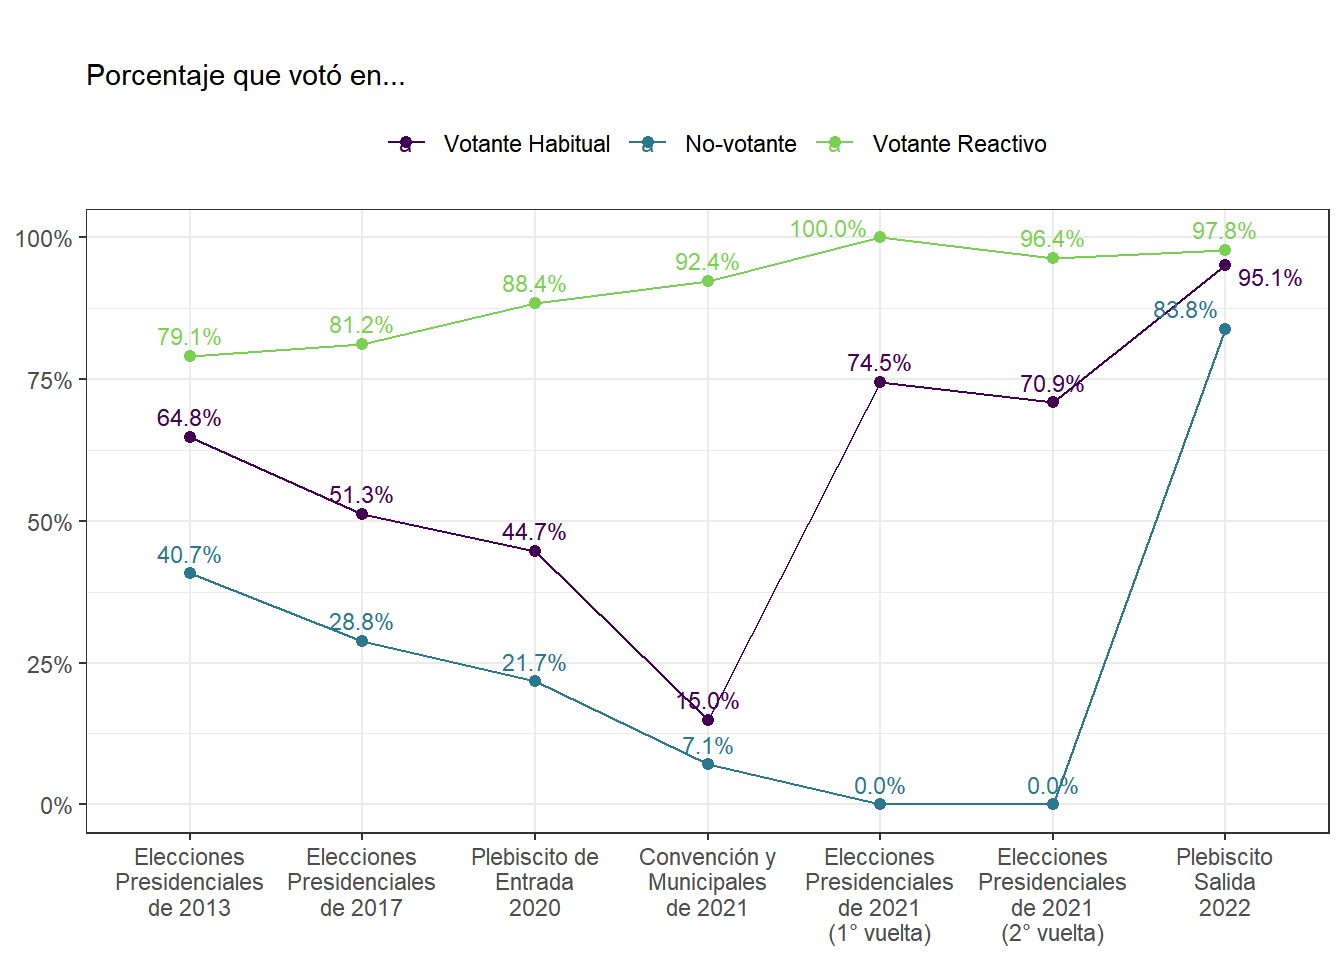 Porcentaje que votó en...
a Votante Habitual a No-votante a Votante Reactivo
100%
75%
50%
25%
0%
79.1%
81.2%
88.4%
92.4%
100.0%
96.4%
97.8%
64.8%
51.3%
44.7%
15.0%
74.5%
70.9%
95.1%
40.7%
28.8%
21.7%
7.1%
0.0%
0.0%
83.8%
Elecciones
Presidenciales
de 2013
Elecciones
Presidenciales
de 2017
Plebiscito de
Entrada
2020
Convención y
Municipales
de 2021
Elecciones
Presidenciales
de 2021
(1° vuelta)
Elecciones
Presidenciales
de 2021
(2° vuelta)
Plebiscito
Salida
2022